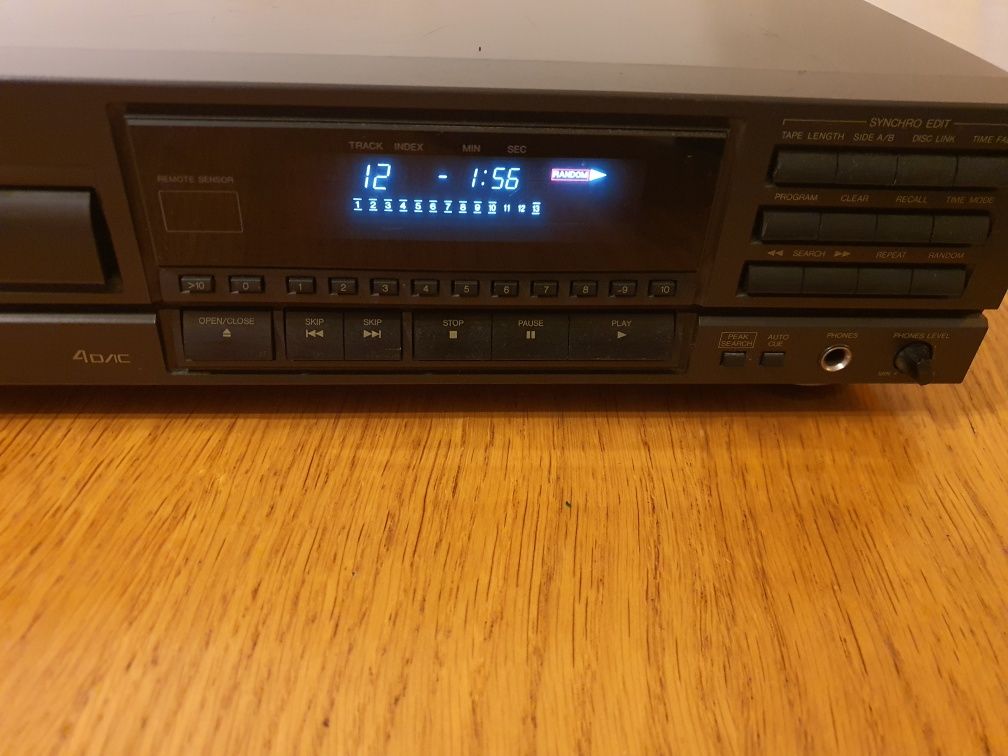 SYNCHRO EDIT
TAPE LENGTH SIDE A/B DISC LINK TIME FA
TRACK INDEX MIN SEC
12 - 1:56 RANDOM
1 2 3 4 5 6 7 8 9 10 11 12 13
REMOTE SENSOR
PROGRAM CLEAR RECALL TIME MODE
◀◀ SEARCH ▶▶ REPEAT RANDOM
>10 0 1 2 3 4 5 6 7 8 9 10
OPEN/CLOSE SKIP SKIP STOP PAUSE PLAY
PEAK SEARCH AUTO CUE PHONES PHONES LEVEL
MIN
4DAC